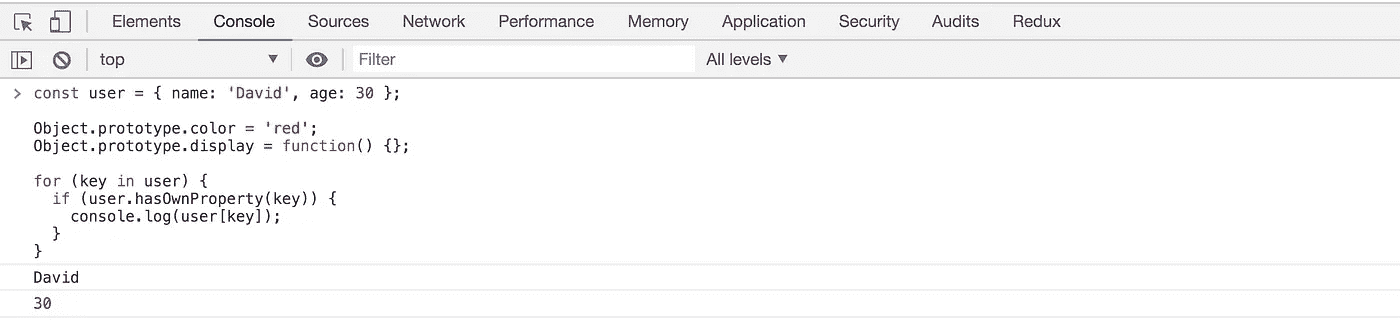 Elements Console Sources Network Performance Memory Application Security Audits Redux
top Filter All levels
const user = { name: 'David', age: 30 };
Object.prototype.color = 'red';
Object.prototype.display = function() {};
for (key in user) {
  if (user.hasOwnProperty(key)) {
    console.log(user[key]);
  }
}
David
30